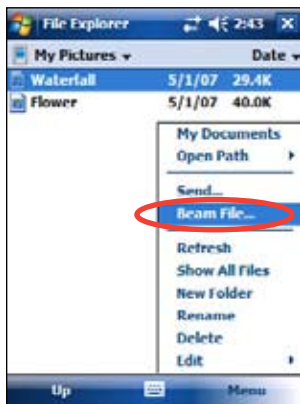 File Explorer 2:43
My Pictures Date
Waterfall 5/1/07 29.4K
Flower 5/1/07 40.0K
My Documents
Open Path
Send...
Beam File...
Refresh
Show All Files
New Folder
Rename
Delete
Edit
Up Menu